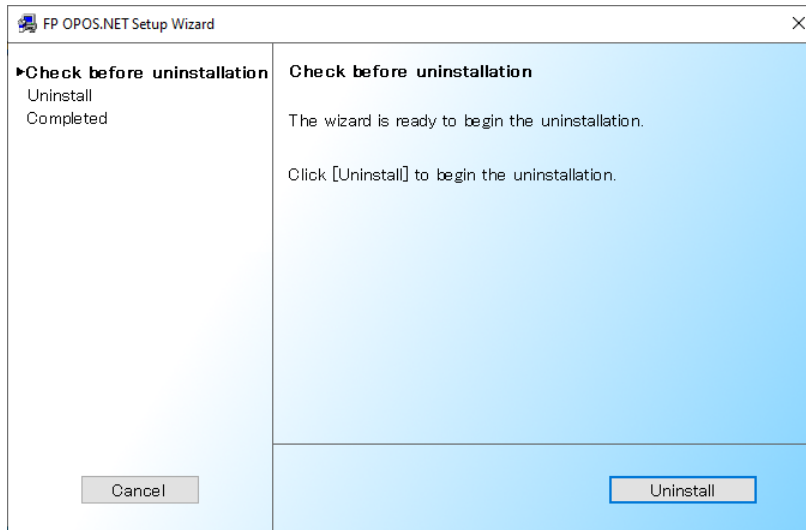 FP OPOS.NET Setup Wizard
▶Check before uninstallation
Uninstall
Completed
Check before uninstallation
The wizard is ready to begin the uninstallation.
Click [Uninstall] to begin the uninstallation.
Cancel
Uninstall